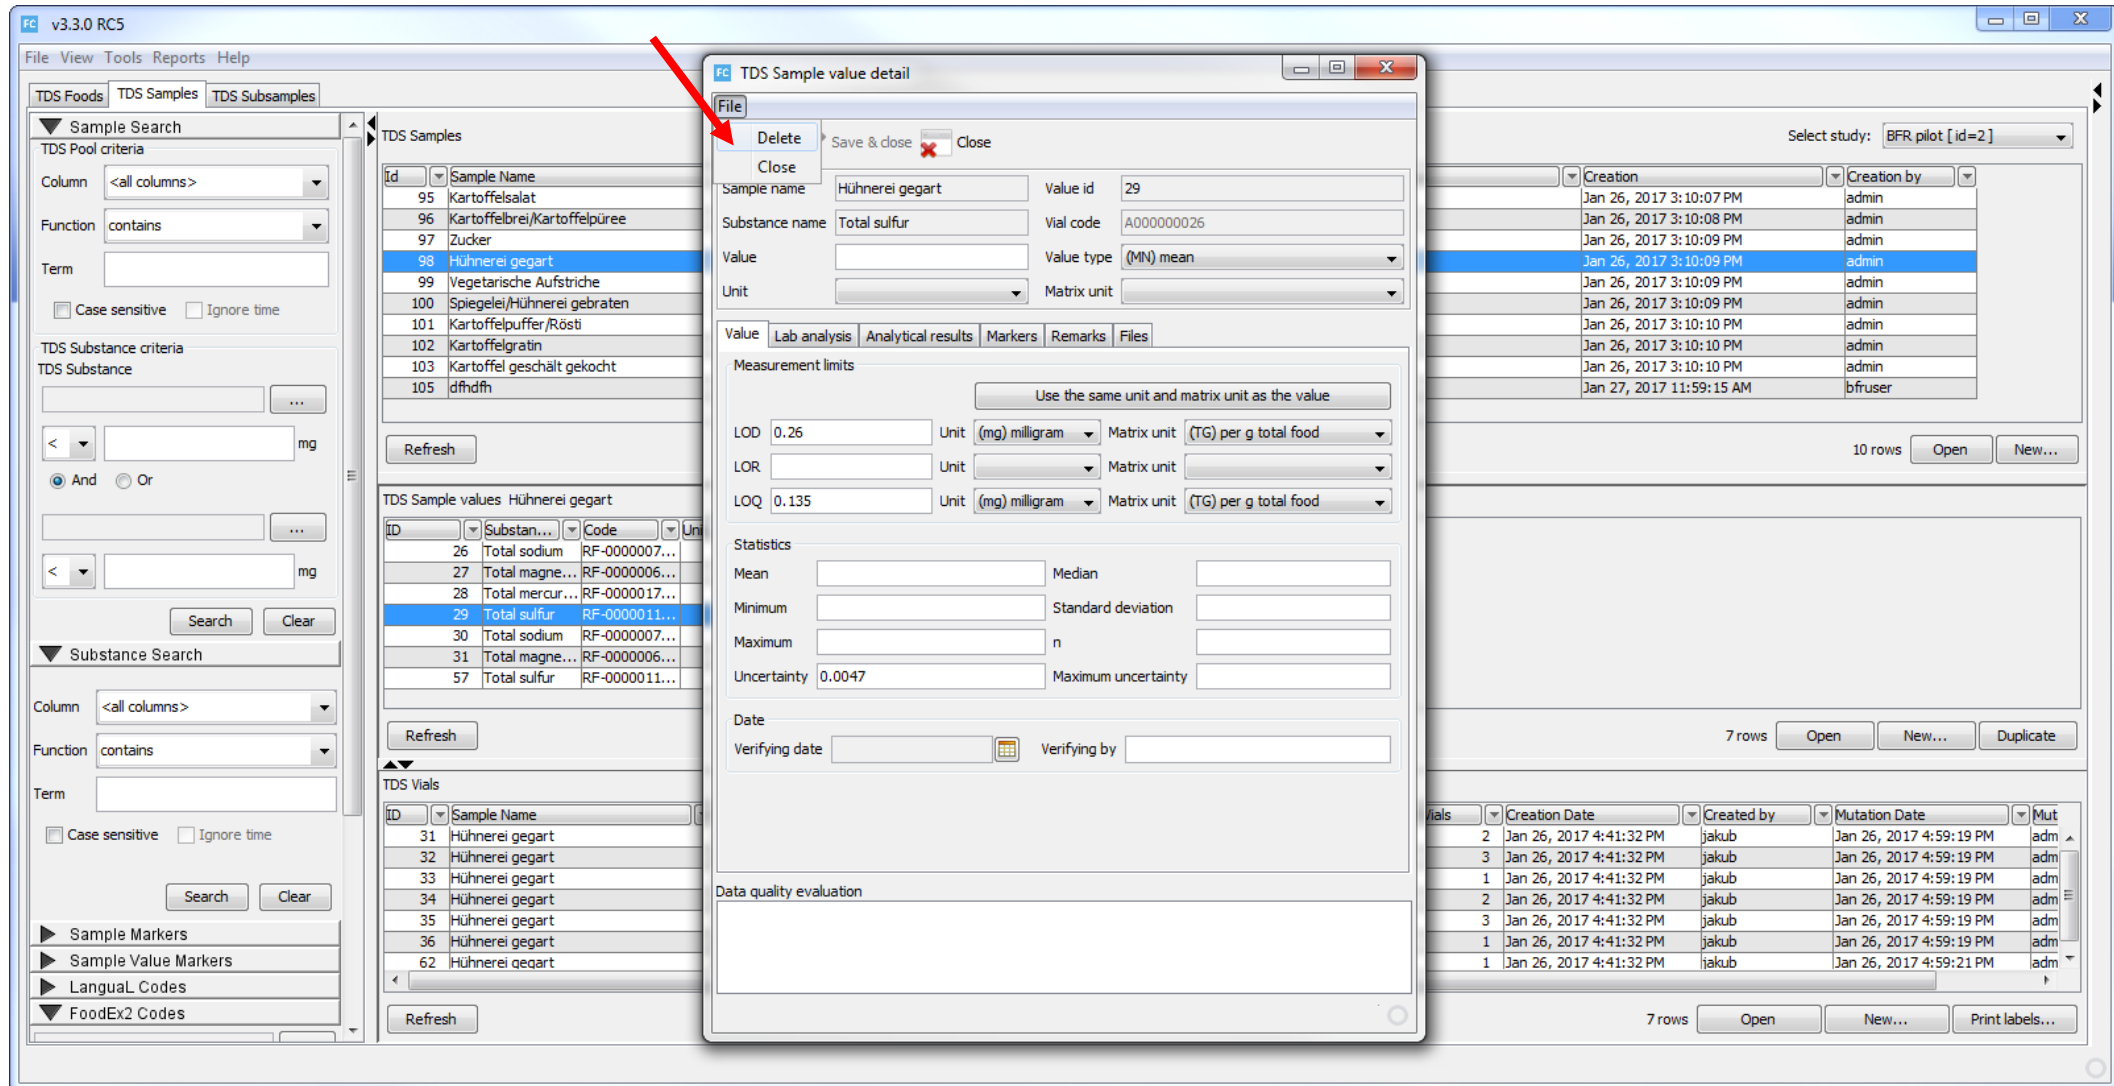 FC v3.3.0 RC5
File View Tools Reports Help
TDS Foods TDS Samples TDS Subsamples
Sample Search
TDS Pool criteria
Column <all columns>
Function contains
Term
Case sensitive Ignore time
TDS Substance criteria
TDS Substance
...
< mg
And Or
...
< mg
Search Clear
Substance Search
Column <all columns>
Function contains
Term
Case sensitive Ignore time
Search Clear
Sample Markers
Sample Value Markers
LanguaL Codes
FoodEx2 Codes
TDS Samples
Select study: BFR pilot [ id=2 ]
Id Sample Name Creation Creation by
95 Kartoffelsalat Jan 26, 2017 3:10:07 PM admin
96 Kartoffelbrei/Kartoffelpüree Jan 26, 2017 3:10:08 PM admin
97 Zucker Jan 26, 2017 3:10:09 PM admin
98 Hühnerei gegart Jan 26, 2017 3:10:09 PM admin
99 Vegetarische Aufstriche Jan 26, 2017 3:10:09 PM admin
100 Spiegelei/Hühnerei gebraten Jan 26, 2017 3:10:09 PM admin
101 Kartoffelpuffer/Rösti Jan 26, 2017 3:10:10 PM admin
102 Kartoffelgratin Jan 26, 2017 3:10:10 PM admin
103 Kartoffel geschält gekocht Jan 26, 2017 3:10:10 PM admin
105 dfhdfh Jan 27, 2017 11:59:15 AM bfruser
Refresh 10 rows Open New...
TDS Sample values Hühnerei gegart
ID Substan... Code Uni
26 Total sodium RF-0000007...
27 Total magne... RF-0000006...
28 Total mercur... RF-0000017...
29 Total sulfur RF-0000011...
30 Total sodium RF-0000007...
31 Total magne... RF-0000006...
57 Total sulfur RF-0000011...
Refresh 7 rows Open New... Duplicate
TDS Vials
ID Sample Name Vials Creation Date Created by Mutation Date Mut
31 Hühnerei gegart 2 Jan 26, 2017 4:41:32 PM jakub Jan 26, 2017 4:59:19 PM adm
32 Hühnerei gegart 3 Jan 26, 2017 4:41:32 PM jakub Jan 26, 2017 4:59:19 PM adm
33 Hühnerei gegart 1 Jan 26, 2017 4:41:32 PM jakub Jan 26, 2017 4:59:19 PM adm
34 Hühnerei gegart 2 Jan 26, 2017 4:41:32 PM jakub Jan 26, 2017 4:59:19 PM adm
35 Hühnerei gegart 3 Jan 26, 2017 4:41:32 PM jakub Jan 26, 2017 4:59:19 PM adm
36 Hühnerei gegart 1 Jan 26, 2017 4:41:32 PM jakub Jan 26, 2017 4:59:19 PM adm
62 Hühnerei gegart 1 Jan 26, 2017 4:41:32 PM jakub Jan 26, 2017 4:59:21 PM adm
Refresh 7 rows Open New... Print labels...
FC TDS Sample value detail
File
Delete Save & close Close
Close
Sample name Hühnerei gegart Value id 29
Substance name Total sulfur Vial code A000000026
Value Value type (MN) mean
Unit Matrix unit
Value Lab analysis Analytical results Markers Remarks Files
Measurement limits
Use the same unit and matrix unit as the value
LOD 0.26 Unit (mg) milligram Matrix unit (TG) per g total food
LOR Unit Matrix unit
LOQ 0.135 Unit (mg) milligram Matrix unit (TG) per g total food
Statistics
Mean Median
Minimum Standard deviation
Maximum n
Uncertainty 0.0047 Maximum uncertainty
Date
Verifying date Verifying by
Data quality evaluation